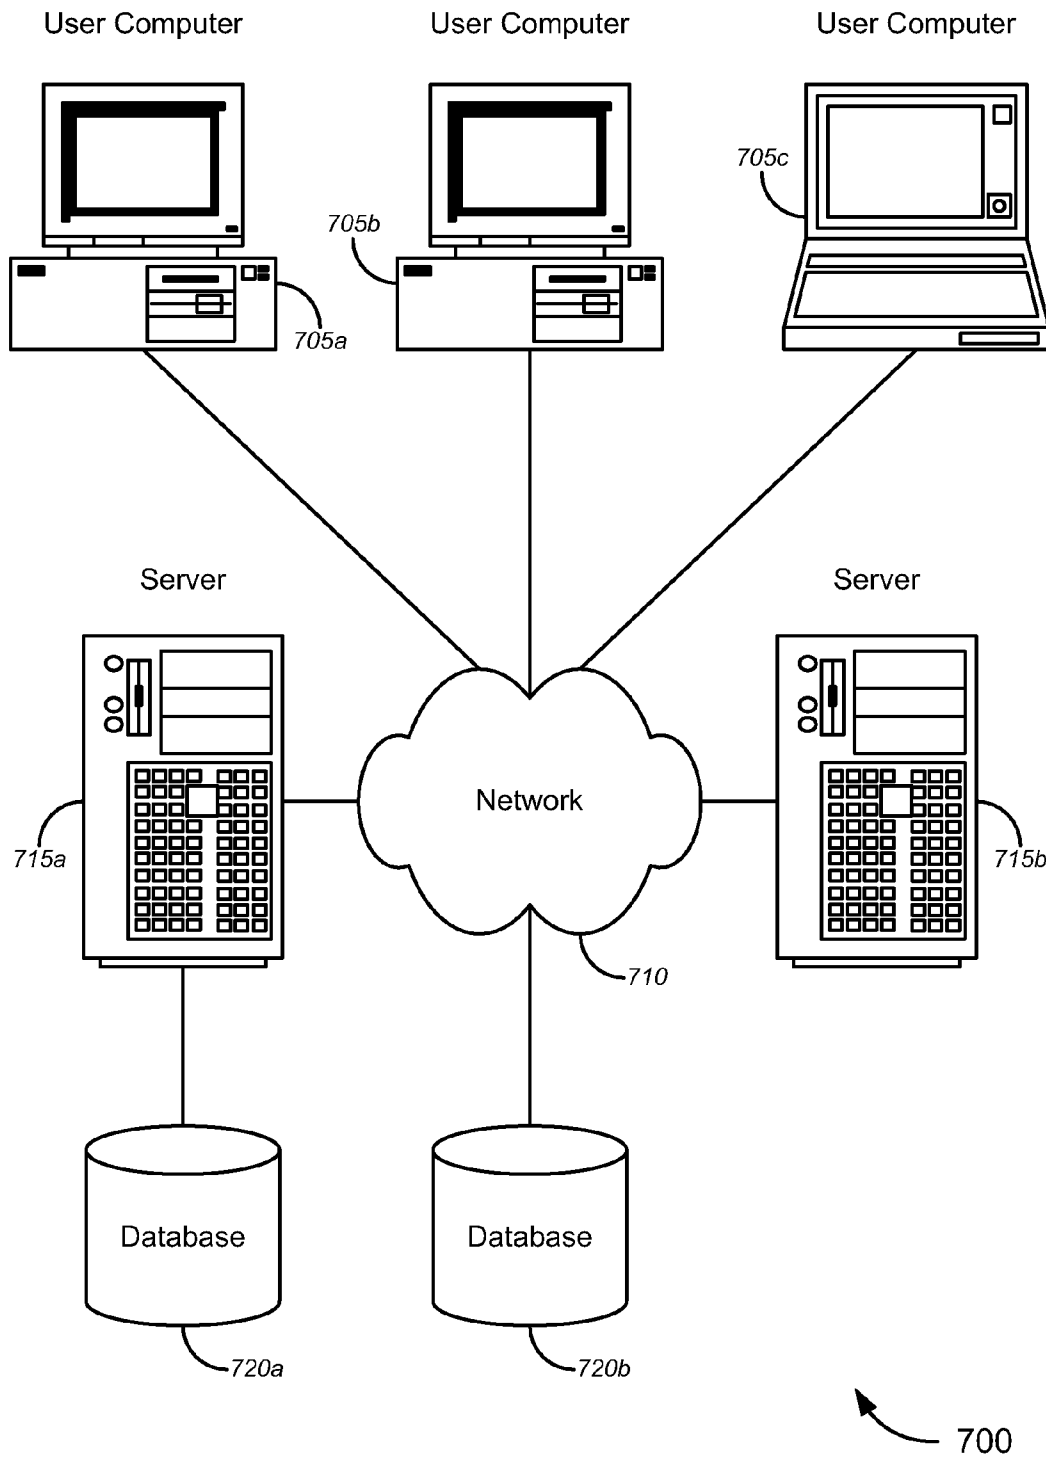 User Computer
User Computer
User Computer
705a
705b
705c
Server
Server
715a
Network
715b
710
Database
Database
720a
720b
700